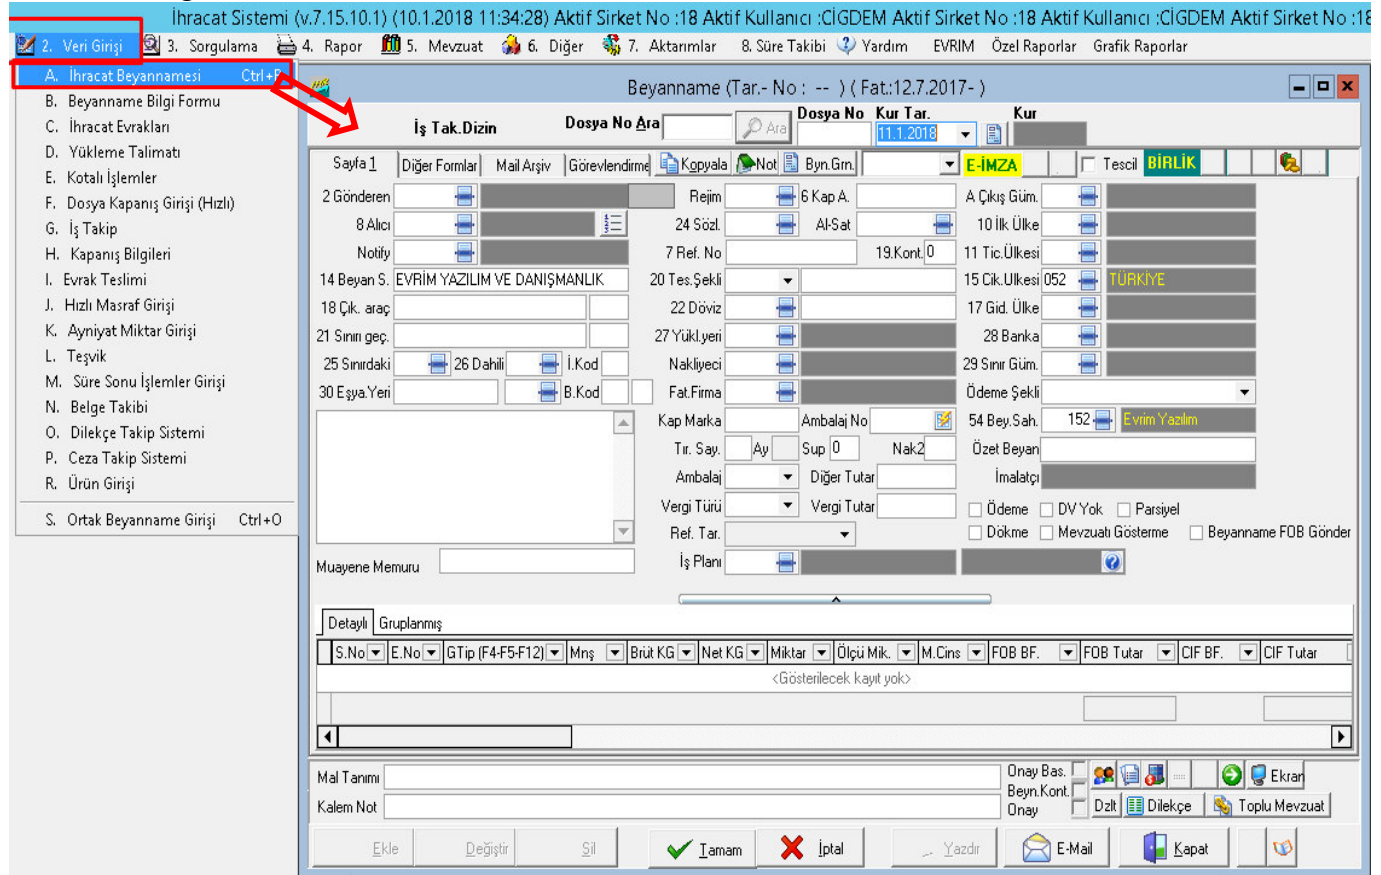 İhracat Sistemi (v.7.15.10.1) (10.1.2018 11:34:28) Aktif Sirket No :18 Aktif Kullanıcı :CİGDEM Aktif Sirket No :18 Aktif Kullanıcı :CİGDEM Aktif Sirket No :18
2. Veri Girişi 3. Sorgulama 4. Rapor 5. Mevzuat 6. Diğer 7. Aktarımlar 8. Süre Takibi Yardım EVRIM Özel Raporlar Grafik Raporlar
A. İhracat Beyannamesi Ctrl+B
B. Beyanname Bilgi Formu
C. İhracat Evrakları
D. Yükleme Talimatı
E. Kotalı İşlemler
F. Dosya Kapanış Girişi (Hızlı)
G. İş Takip
H. Kapanış Bilgileri
I. Evrak Teslimi
J. Hızlı Masraf Girişi
K. Ayniyat Miktar Girişi
L. Teşvik
M. Süre Sonu İşlemler Girişi
N. Belge Takibi
O. Dilekçe Takip Sistemi
P. Ceza Takip Sistemi
R. Ürün Girişi
S. Ortak Beyanname Girişi Ctrl+O
Beyanname (Tar.- No : -- ) ( Fat.:12.7.2017- )
İş Tak.Dizin Dosya No Ara Ara Dosya No Kur Tar. 11.1.2018 Kur
Sayfa 1 Diğer Formlar Mail Arşiv Görevlendirme Kopyala Not Byn.Grn. E-İMZA Tescil BİRLİK
2 Gönderen Rejim 6 Kap A. A Çıkış Güm.
8 Alıcı 24 Sözl. Al-Sat 10 İlk Ülke
Notify 7 Ref. No 19.Kont. 0 11 Tic.Ülkesi
14 Beyan S. EVRİM YAZILIM VE DANIŞMANLIK 20 Tes.Şekli 15 Cik.Ulkesi 052 TÜRKİYE
18 Çık. araç 22 Döviz 17 Gid. Ülke
21 Sınırı geç. 27 Yükl.yeri 28 Banka
25 Sınırdaki 26 Dahili İ.Kod Nakliyeci 29 Sınır Güm.
30 Eşya.Yeri B.Kod Fat.Firma Ödeme Şekli
Kap Marka Ambalaj No 54 Bey.Sah. 152 Evrim Yazılım
Tır. Say. Ay Sup 0 Nak2 Özet Beyan
Ambalaj Diğer Tutar İmalatçı
Vergi Türü Vergi Tutar Ödeme DV Yok Parsiyel
Ref. Tar. Dökme Mevzuatı Gösterme Beyanname FOB Gönder
Muayene Memuru İş Planı
Detaylı Gruplanmış
S.No E.No GTip (F4-F5-F12) Mnş Brüt KG Net KG Miktar Ölçü Mik. M.Cins FOB BF. FOB Tutar CIF BF. CIF Tutar
<Gösterilecek kayıt yok>
Mal Tanımı Onay Bas. Ekran
Beyn.Kont.
Kalem Not Onay Dzlt Dilekçe Toplu Mevzuat
Ekle Değiştir Sil Tamam İptal Yazdır E-Mail Kapat